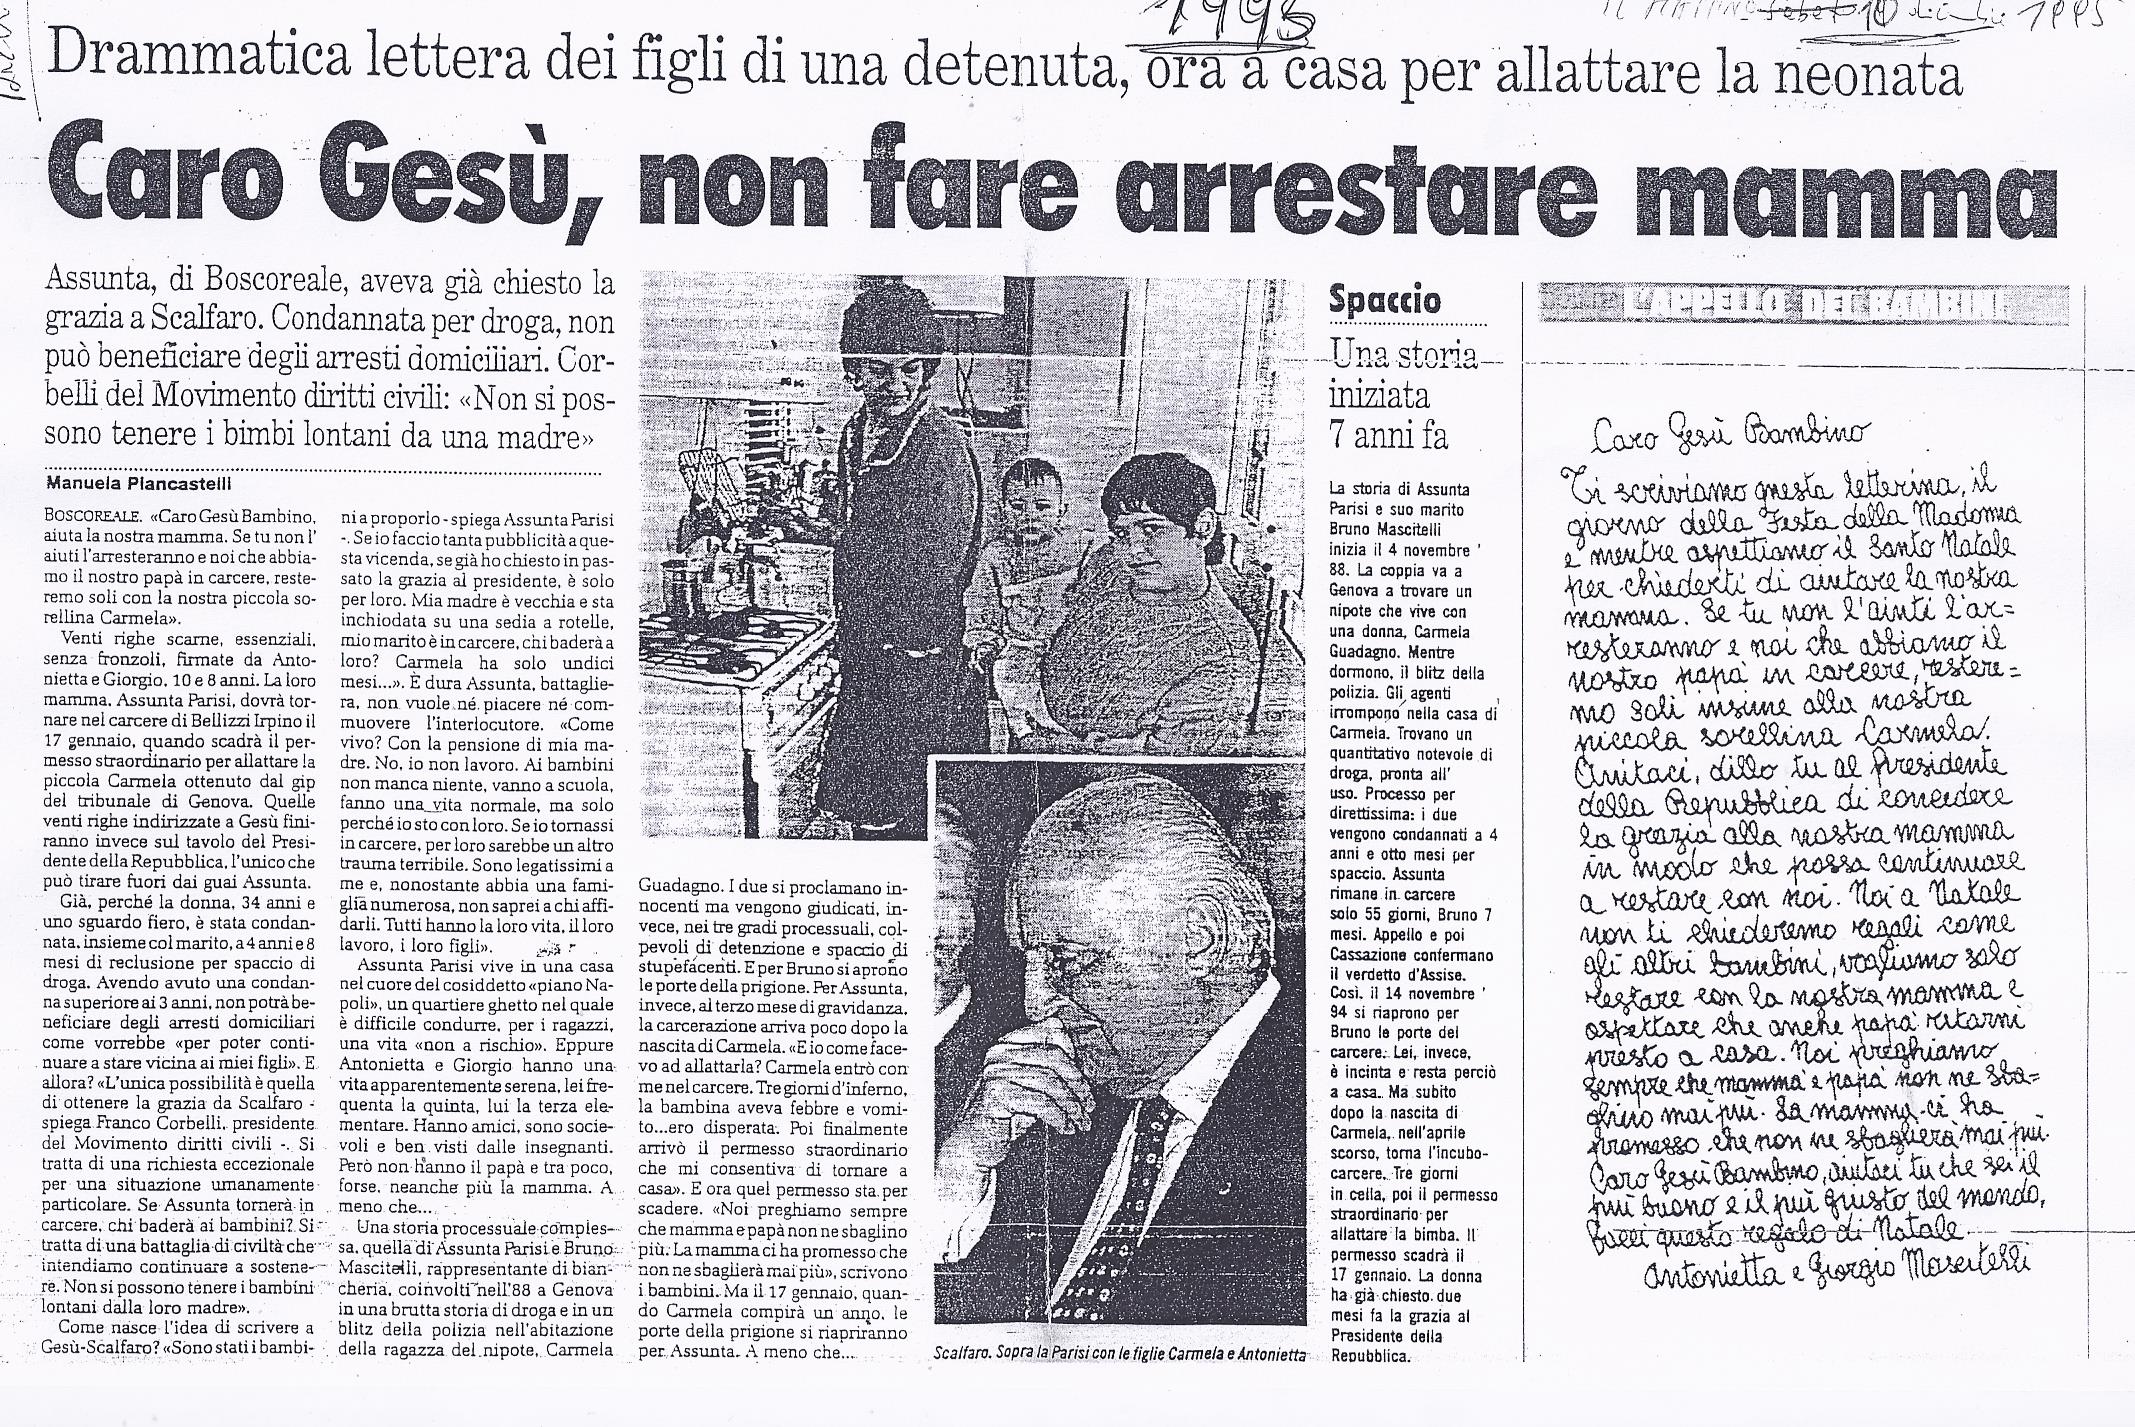 1995
IL MATTINO 10 dicembre 1995
Drammatica lettera dei figli di una detenuta, ora a casa per allattare la neonata
Caro Gesù, non fare arrestare mamma
Assunta, di Boscoreale, aveva già chiesto la
grazia a Scalfaro. Condannata per droga, non
può beneficiare degli arresti domiciliari. Cor-
belli del Movimento diritti civili: «Non si pos-
sono tenere i bimbi lontani da una madre»
Manuela Piancastelli
BOSCOREALE. «Caro Gesù Bambino,
aiuta la nostra mamma. Se tu non l'
aiuti l'arresteranno e noi che abbia-
mo il nostro papà in carcere, reste-
remo soli con la nostra piccola so-
rellina Carmela».
Venti righe scarne, essenziali,
senza fronzoli, firmate da Anto-
nietta e Giorgio, 10 e 8 anni. La loro
mamma, Assunta Parisi, dovrà tor-
nare nel carcere di Bellizzi Irpino il
17 gennaio, quando scadrà il per-
messo straordinario per allattare la
piccola Carmela ottenuto dal gip
del tribunale di Genova. Quelle
venti righe indirizzate a Gesù fini-
ranno invece sul tavolo del Presi-
dente della Repubblica, l'unico che
può tirare fuori dai guai Assunta.
Già, perché la donna, 34 anni e
uno sguardo fiero, è stata condan-
nata, insieme col marito, a 4 anni e 8
mesi di reclusione per spaccio di
droga. Avendo avuto una condan-
na superiore ai 3 anni, non potrà be-
neficiare degli arresti domiciliari
come vorrebbe «per poter conti-
nuare a stare vicina ai miei figli». E
allora? «L'unica possibilità è quella
di ottenere la grazia da Scalfaro -
spiega Franco Corbelli, presidente
del Movimento diritti civili -. Si
tratta di una richiesta eccezionale
per una situazione umanamente
particolare. Se Assunta tornerà in
carcere, chi baderà ai bambini? Si
tratta di una battaglia di civiltà che
intendiamo continuare a sostene-
re. Non si possono tenere i bambini
lontani dalla loro madre».
Come nasce l'idea di scrivere a
Gesù-Scalfaro? «Sono stati i bambi-
ni a proporlo - spiega Assunta Parisi
-. Se io faccio tanta pubblicità a que-
sta vicenda, se già ho chiesto in pas-
sato la grazia al presidente, è solo
per loro. Mia madre è vecchia e sta
inchiodata su una sedia a rotelle,
mio marito è in carcere, chi baderà a
loro? Carmela ha solo undici
mesi...». È dura Assunta, battaglie-
ra, non vuole né piacere né com-
muovere l'interlocutore. «Come
vivo? Con la pensione di mia ma-
dre. No, io non lavoro. Ai bambini
non manca niente, vanno a scuola,
fanno una vita normale, ma solo
perché io sto con loro. Se io tornassi
in carcere, per loro sarebbe un altro
trauma terribile. Sono legatissimi a
me e, nonostante abbia una fami-
glia numerosa, non saprei a chi affi-
darli. Tutti hanno la loro vita, il loro
lavoro, i loro figli».
Assunta Parisi vive in una casa
nel cuore del cosiddetto «piano Na-
poli», un quartiere ghetto nel quale
è difficile condurre, per i ragazzi,
una vita «non a rischio». Eppure
Antonietta e Giorgio hanno una
vita apparentemente serena, lei fre-
quenta la quinta, lui la terza ele-
mentare. Hanno amici, sono socie-
voli e ben visti dalle insegnanti.
Però non hanno il papà e tra poco,
forse, neanche più la mamma. A
meno che...
Una storia processuale comples-
sa, quella di Assunta Parisi e Bruno
Mascitelli, rappresentante di bian-
cheria, coinvolti nell'88 a Genova
in una brutta storia di droga e in un
blitz della polizia nell'abitazione
della ragazza del nipote, Carmela
Guadagno. I due si proclamano in-
nocenti ma vengono giudicati, in-
vece, nei tre gradi processuali, col-
pevoli di detenzione e spaccio di
stupefacenti. E per Bruno si aprono
le porte della prigione. Per Assunta,
invece, al terzo mese di gravidanza,
la carcerazione arriva poco dopo la
nascita di Carmela. «E io come face-
vo ad allattarla? Carmela entrò con
me nel carcere. Tre giorni d'inferno,
la bambina aveva febbre e vomi-
to...ero disperata. Poi finalmente
arrivò il permesso straordinario
che mi consentiva di tornare a
casa». E ora quel permesso sta per
scadere. «Noi preghiamo sempre
che mamma e papà non ne sbaglino
più. La mamma ci ha promesso che
non ne sbaglierà mai più», scrivono
i bambini. Ma il 17 gennaio, quan-
do Carmela compirà un anno, le
porte della prigione si riapriranno
per Assunta. A meno che...
Scalfaro. Sopra la Parisi con le figlie Carmela e Antonietta
Spaccio
Una storia
iniziata
7 anni fa
La storia di Assunta
Parisi e suo marito
Bruno Mascitelli
inizia il 4 novembre '
88. La coppia va a
Genova a trovare un
nipote che vive con
una donna, Carmela
Guadagno. Mentre
dormono, il blitz della
polizia. Gli agenti
irrompono nella casa di
Carmela. Trovano un
quantitativo notevole di
droga, pronta all'
uso. Processo per
direttissima: i due
vengono condannati a 4
anni e otto mesi per
spaccio. Assunta
rimane in carcere
solo 55 giorni, Bruno 7
mesi. Appello e poi
Cassazione confermano
il verdetto d'Assise.
Così, il 14 novembre '
94 si riaprono per
Bruno le porte del
carcere. Lei, invece,
è incinta e resta perciò
a casa. Ma subito
dopo la nascita di
Carmela, nell'aprile
scorso, torna l'incubo-
carcere. Tre giorni
in cella, poi il permesso
straordinario per
allattare la bimba. Il
permesso scadrà il
17 gennaio. La donna
ha già chiesto due
mesi fa la grazia al
Presidente della
Repubblica.
L'APPELLO DEI BAMBINI
Caro Gesù Bambino
Ti scriviamo questa letterina, il
giorno della Festa della Madonna
e mentre aspettiamo il Santo Natale
per chiederti di aiutare la nostra
mamma. Se tu non l'aiuti l'ar=
resteranno e noi che abbiamo il
nostro papà in carcere, restere=
mo soli insieme alla nostra
piccola sorellina Carmela.
Aiutaci, dillo tu al Presidente
della Repubblica di concedere
la grazia alla nostra mamma
in modo che possa continuare
a restare con noi. Noi a Natale
non ti chiederemo regali come
gli altri bambini, vogliamo solo
restare con la nostra mamma e
aspettare che anche papà ritorni
presto a casa. Noi preghiamo
sempre che mamma e papà non ne sba=
glino mai più. La mamma ci ha
promesso che non ne sbaglierà mai più.
Caro Gesù Bambino, aiutaci tu che sei il
più buono e il più giusto del mondo,
facci questo regalo di Natale
Antonietta e Giorgio Mascitelli